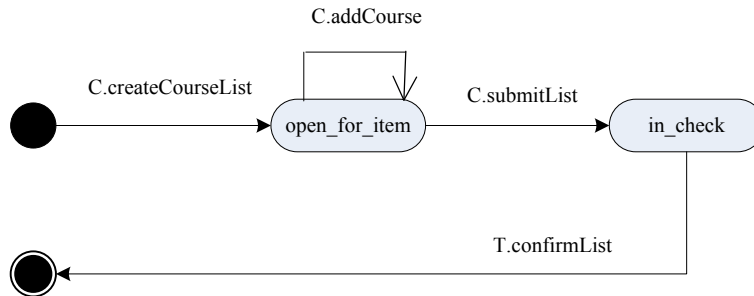 C.addCourse
C.createCourseList
C.submitList
open_for_item
in_check
T.confirmList